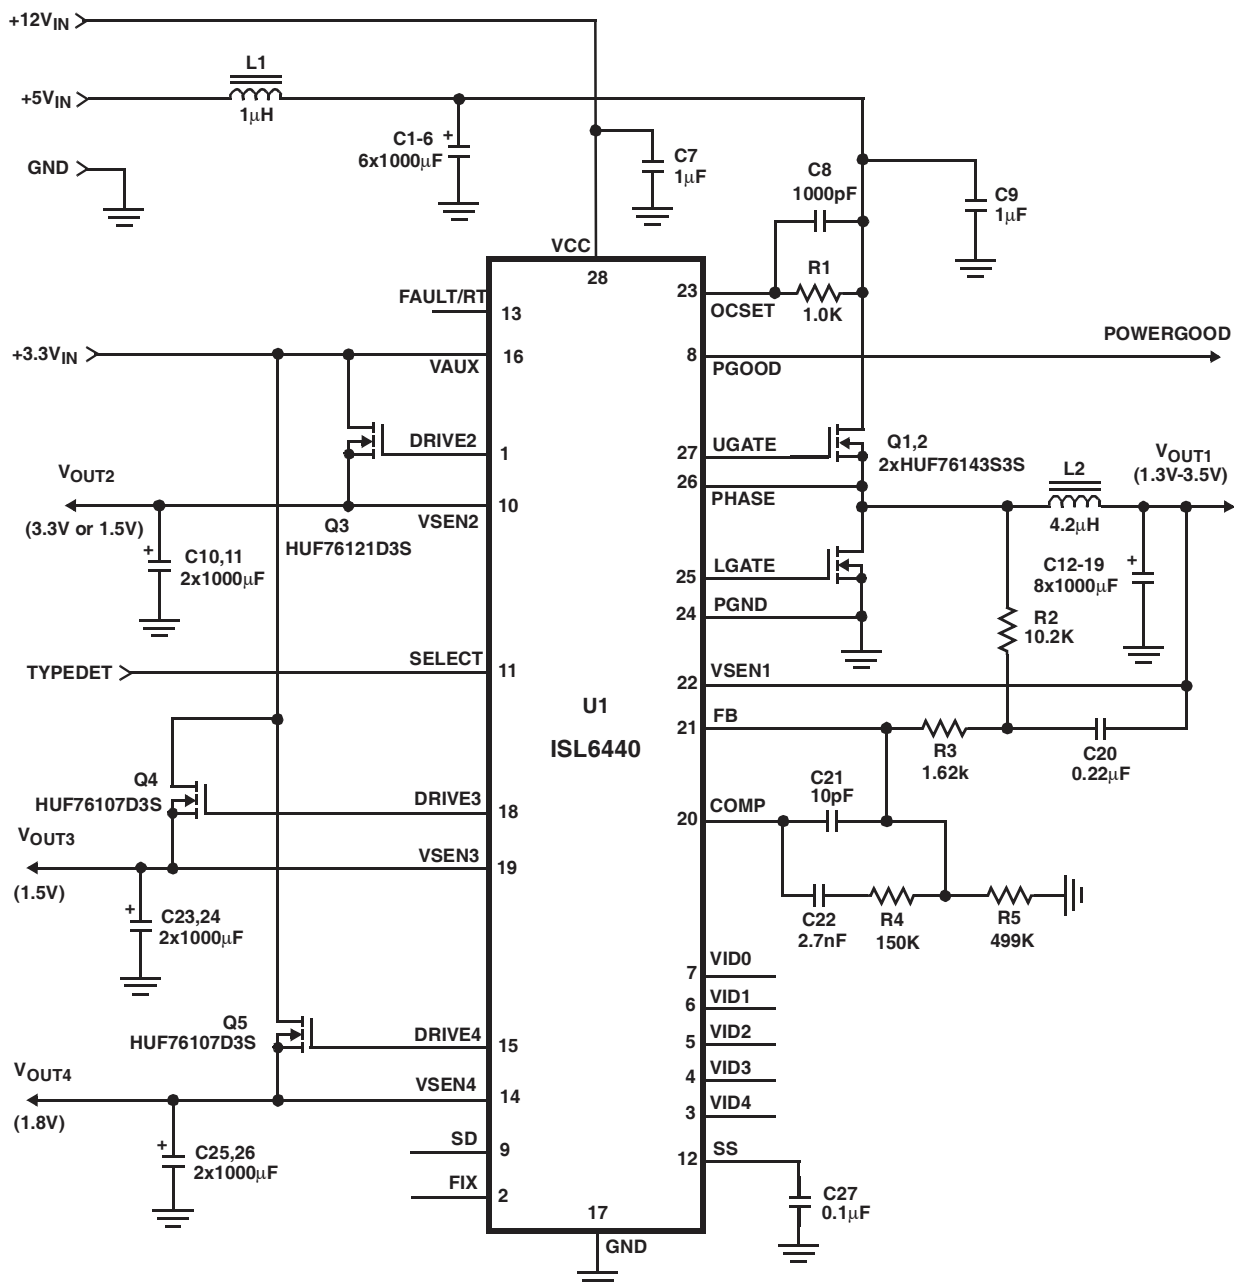 +12VIN
L1
+5VIN
1µH
C1-6
6x1000µF
+
GND
C7
1µF
C8
1000pF
C9
1µF
VCC
28
R1
1.0K
23
OCSET
FAULT/RT
13
+3.3VIN
VAUX
16
8
PGOOD
POWERGOOD
DRIVE2
1
27
UGATE
Q1,2
2xHUF76143S3S
26
PHASE
VOUT2
(3.3V or 1.5V)
10
VSEN2
Q3
HUF76121D3S
+
C10,11
2x1000µF
L2
4.2µH
VOUT1
(1.3V-3.5V)
25
LGATE
24
PGND
C12-19
8x1000µF
+
R2
10.2K
TYPEDET
SELECT
11
22
VSEN1
U1
ISL6440
21
FB
R3
1.62k
C20
0.22µF
Q4
HUF76107D3S
DRIVE3
18
20
COMP
C21
10pF
VOUT3
(1.5V)
VSEN3
19
+
C23,24
2x1000µF
C22
2.7nF
R4
150K
R5
499K
7
VID0
6
VID1
5
VID2
4
VID3
3
VID4
Q5
HUF76107D3S
DRIVE4
15
VOUT4
(1.8V)
VSEN4
14
+
C25,26
2x1000µF
SD
9
FIX
2
12
SS
C27
0.1µF
17
GND